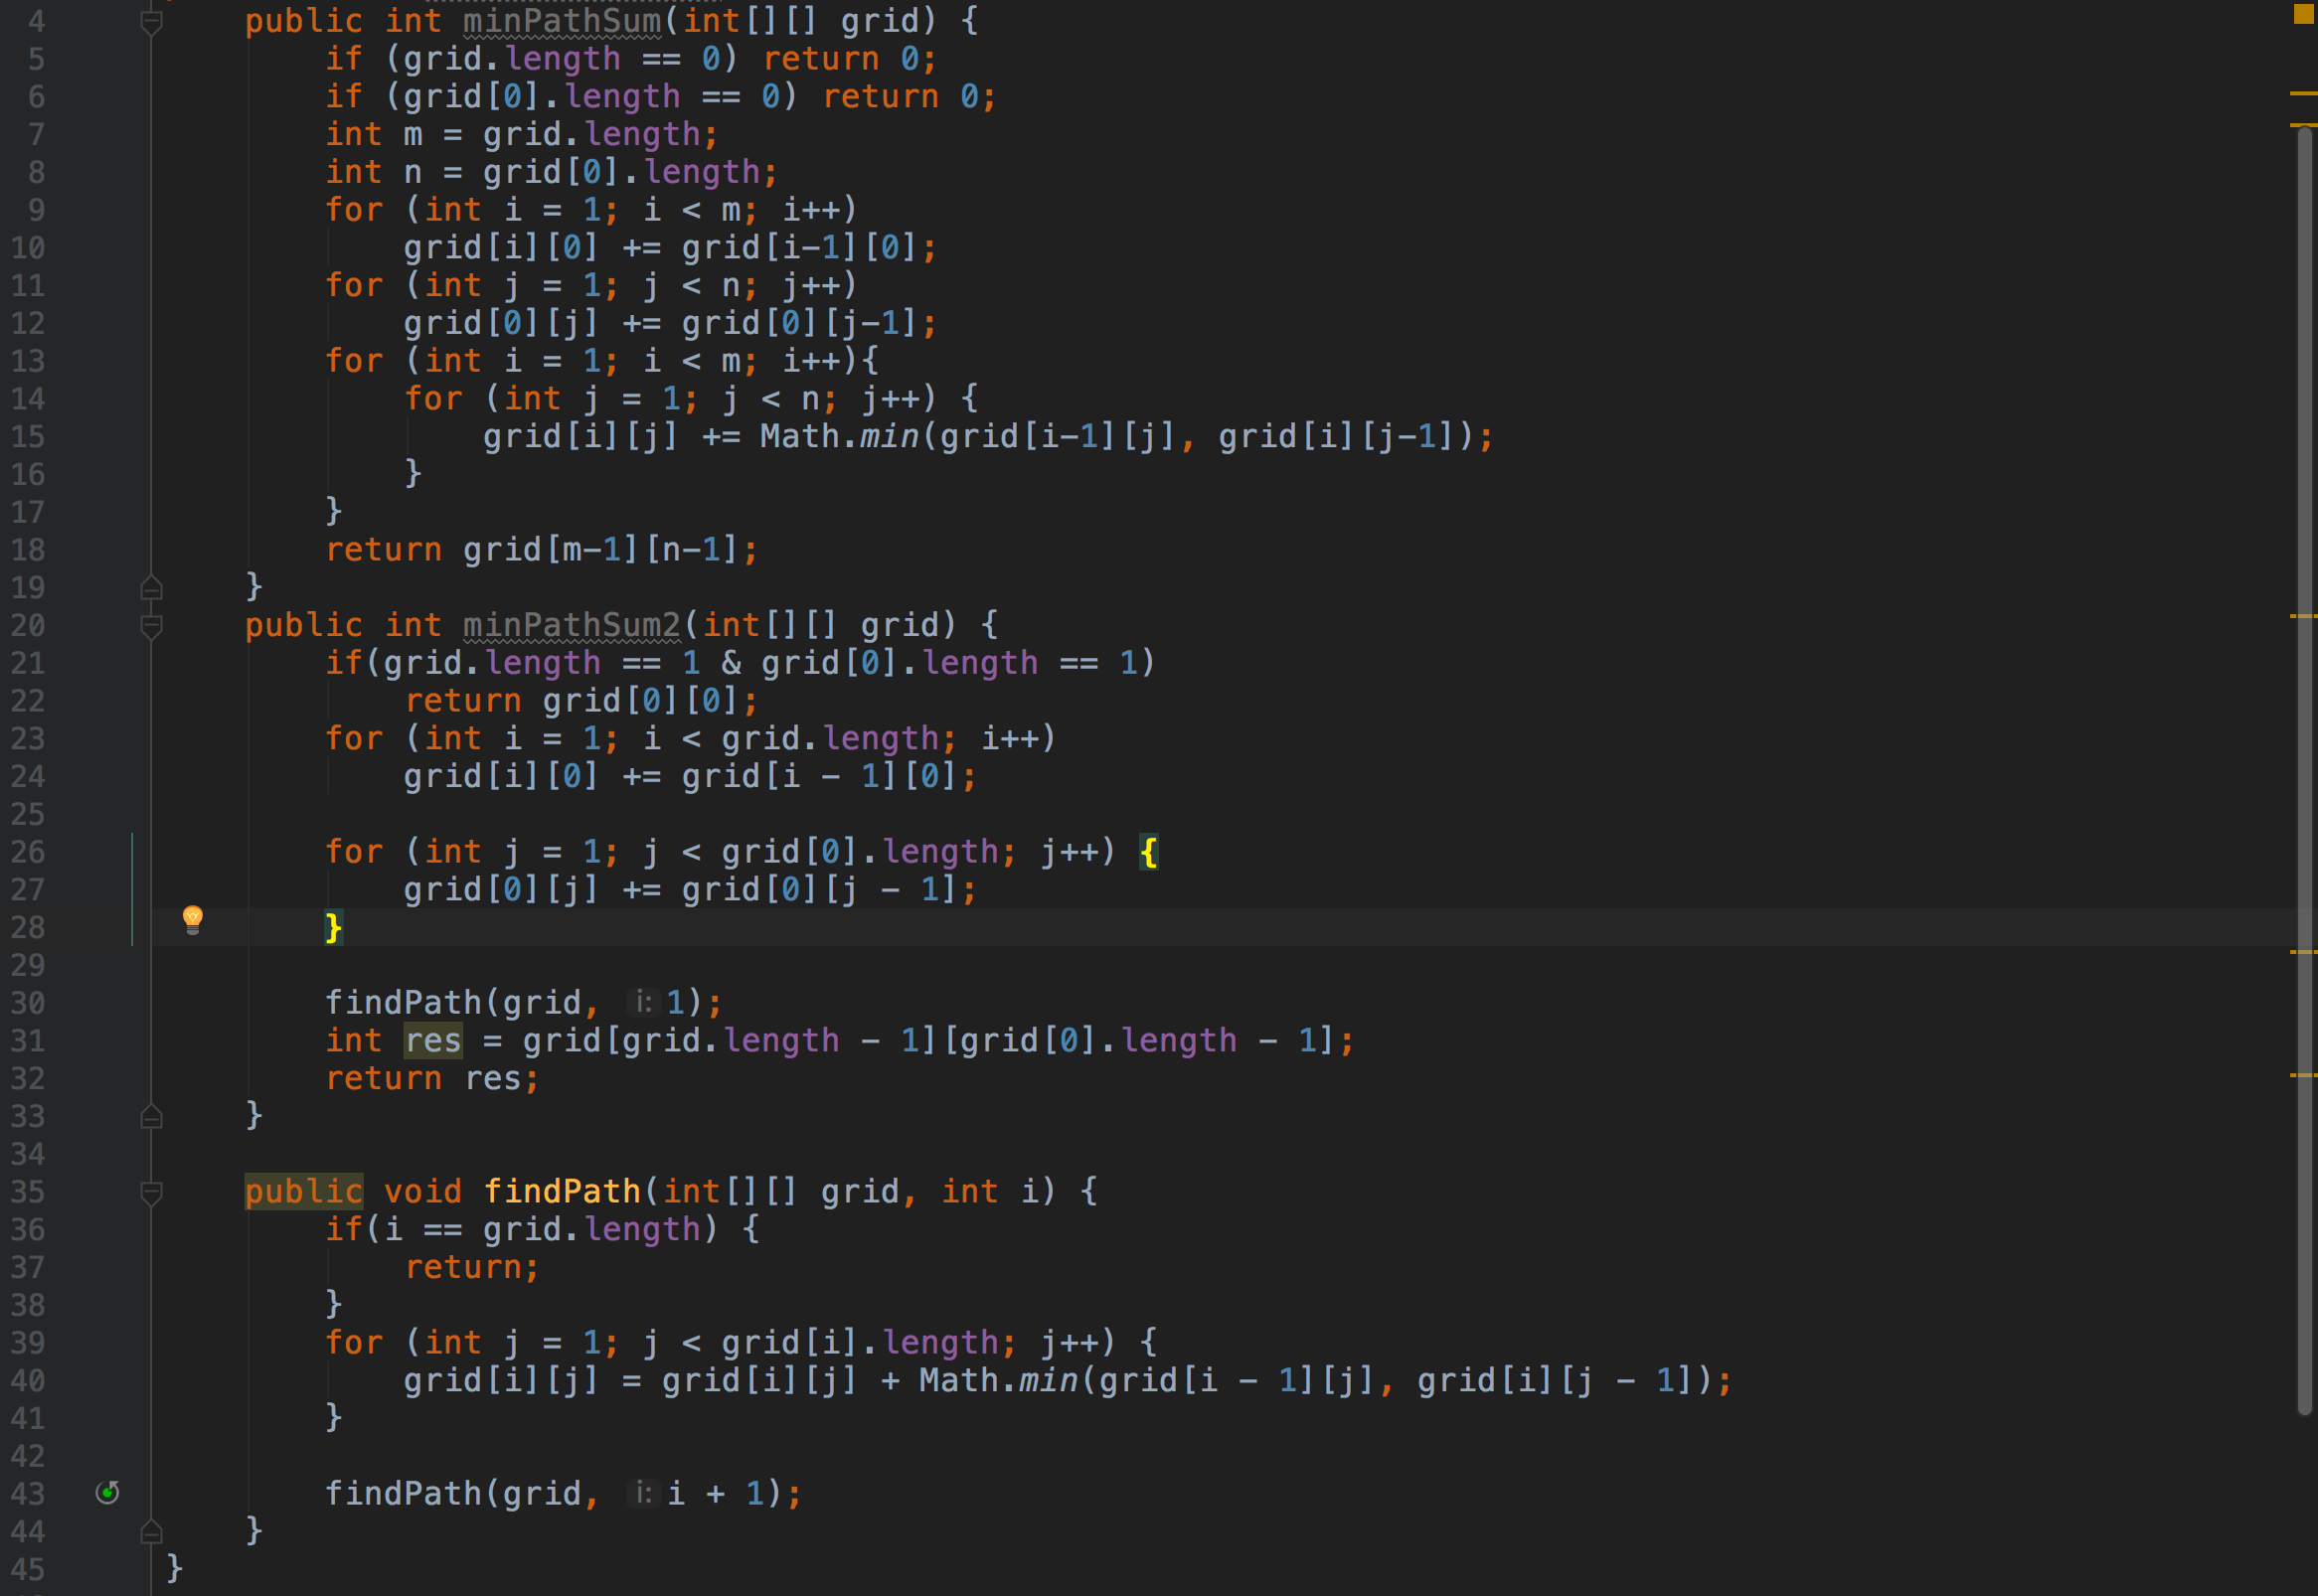 4 public int minPathSum(int[][] grid) {
5 if (grid.length == 0) return 0;
6 if (grid[0].length == 0) return 0;
7 int m = grid.length;
8 int n = grid[0].length;
9 for (int i = 1; i < m; i++)
10 grid[i][0] += grid[i-1][0];
11 for (int j = 1; j < n; j++)
12 grid[0][j] += grid[0][j-1];
13 for (int i = 1; i < m; i++){
14 for (int j = 1; j < n; j++) {
15 grid[i][j] += Math.min(grid[i-1][j], grid[i][j-1]);
16 }
17 }
18 return grid[m-1][n-1];
19 }
20 public int minPathSum2(int[][] grid) {
21 if(grid.length == 1 & grid[0].length == 1)
22 return grid[0][0];
23 for (int i = 1; i < grid.length; i++)
24 grid[i][0] += grid[i - 1][0];
25
26 for (int j = 1; j < grid[0].length; j++) {
27 grid[0][j] += grid[0][j - 1];
28 }
29
30 findPath(grid, i: 1);
31 int res = grid[grid.length - 1][grid[0].length - 1];
32 return res;
33 }
34
35 public void findPath(int[][] grid, int i) {
36 if(i == grid.length) {
37 return;
38 }
39 for (int j = 1; j < grid[i].length; j++) {
40 grid[i][j] = grid[i][j] + Math.min(grid[i - 1][j], grid[i][j - 1]);
41 }
42
43 findPath(grid, i: i + 1);
44 }
45 }